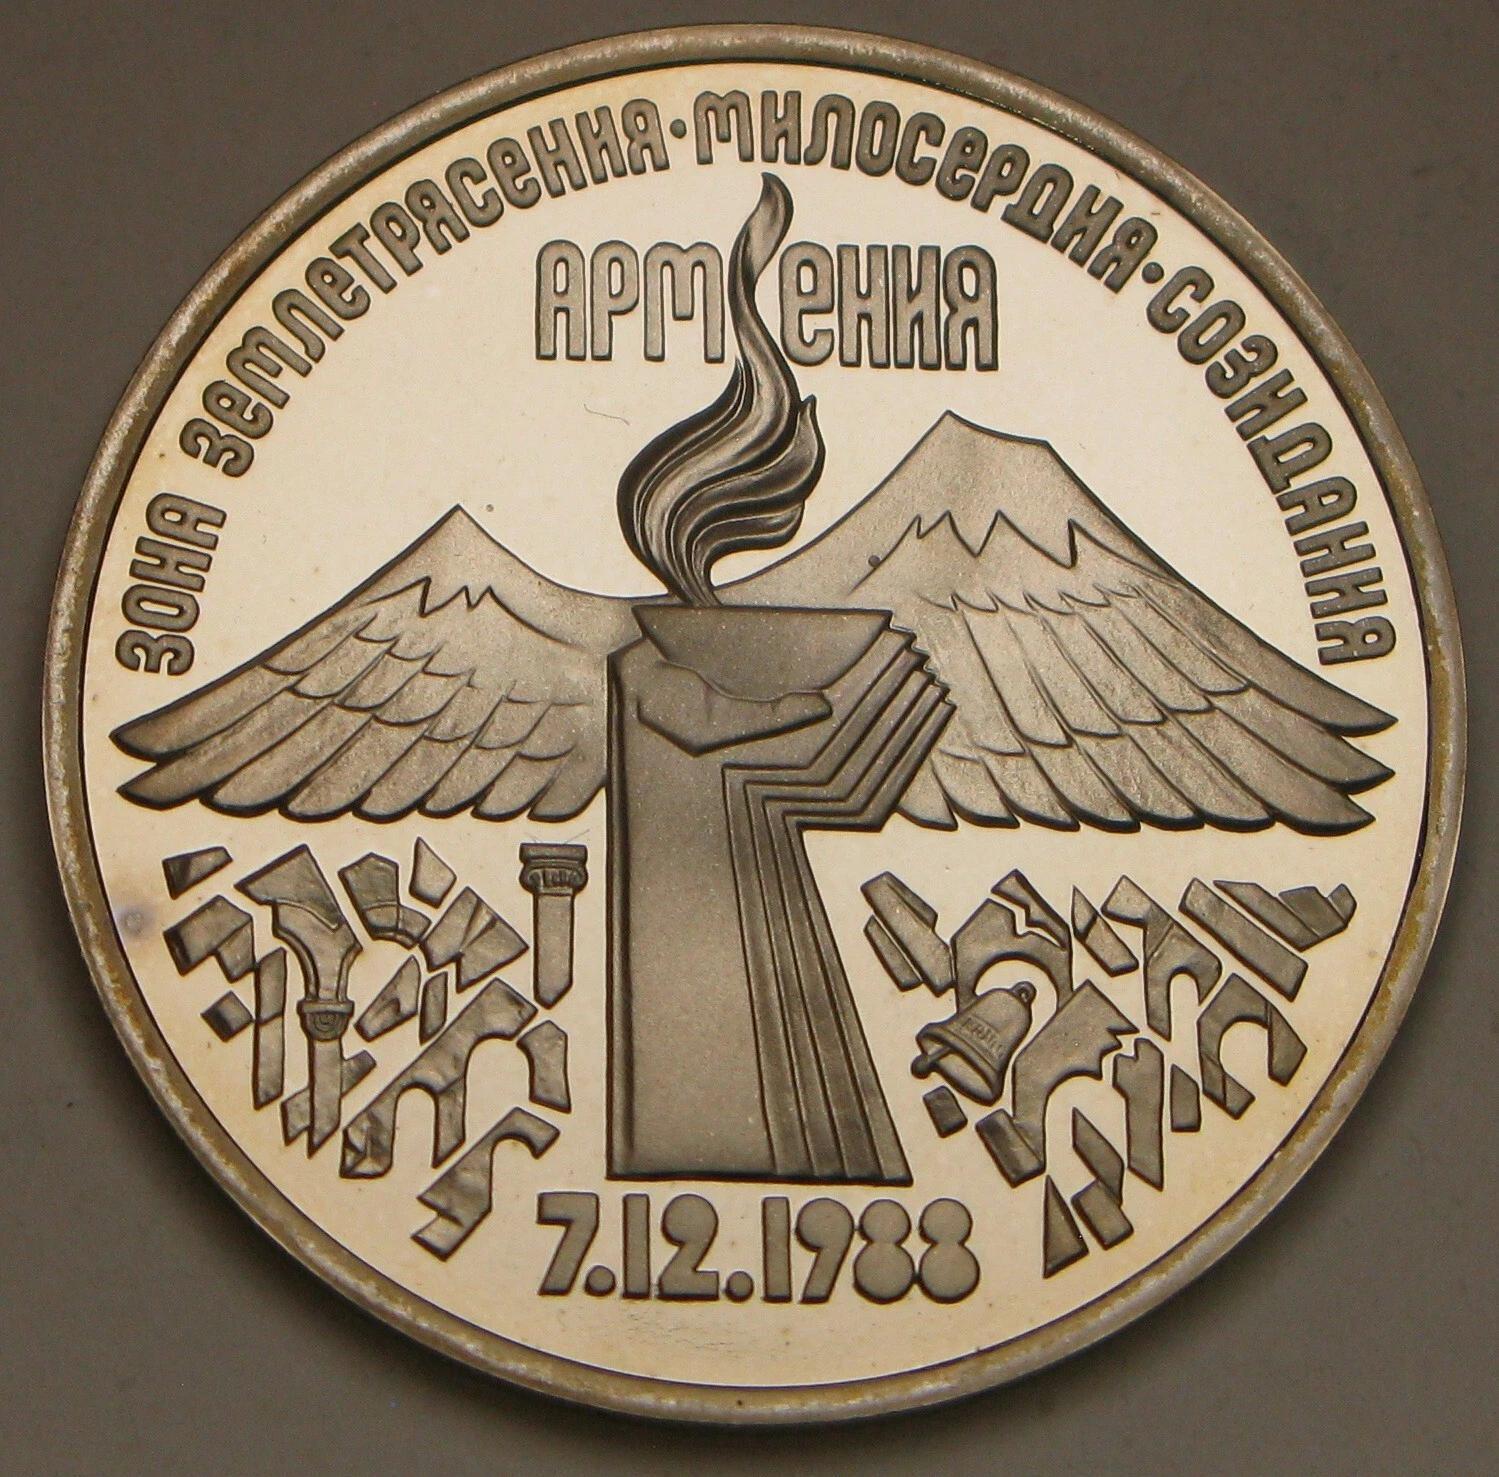 ЗОНА ЗЕМЛЕТРЯСЕНИЯ · МИЛОСЕРДИЯ · СОЗИДАНИЯ
АРМЕНИЯ
7.12.1988